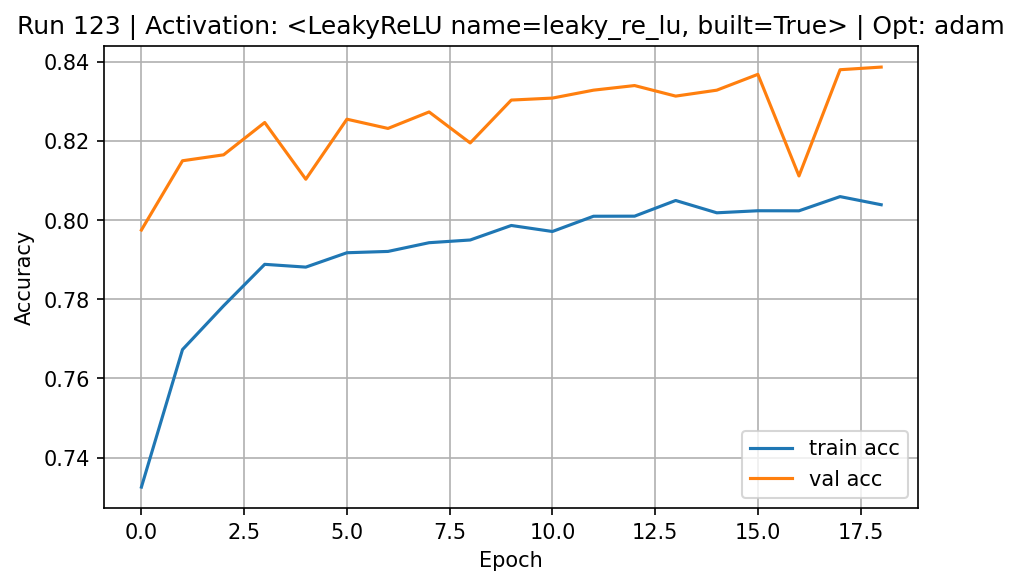 Run 123 | Activation: <LeakyReLU name=leaky_re_lu, built=True> | Opt: adam
0.84
0.82
0.80
0.78
0.76
0.74
Accuracy
train acc
val acc
0.0 2.5 5.0 7.5 10.0 12.5 15.0 17.5
Epoch